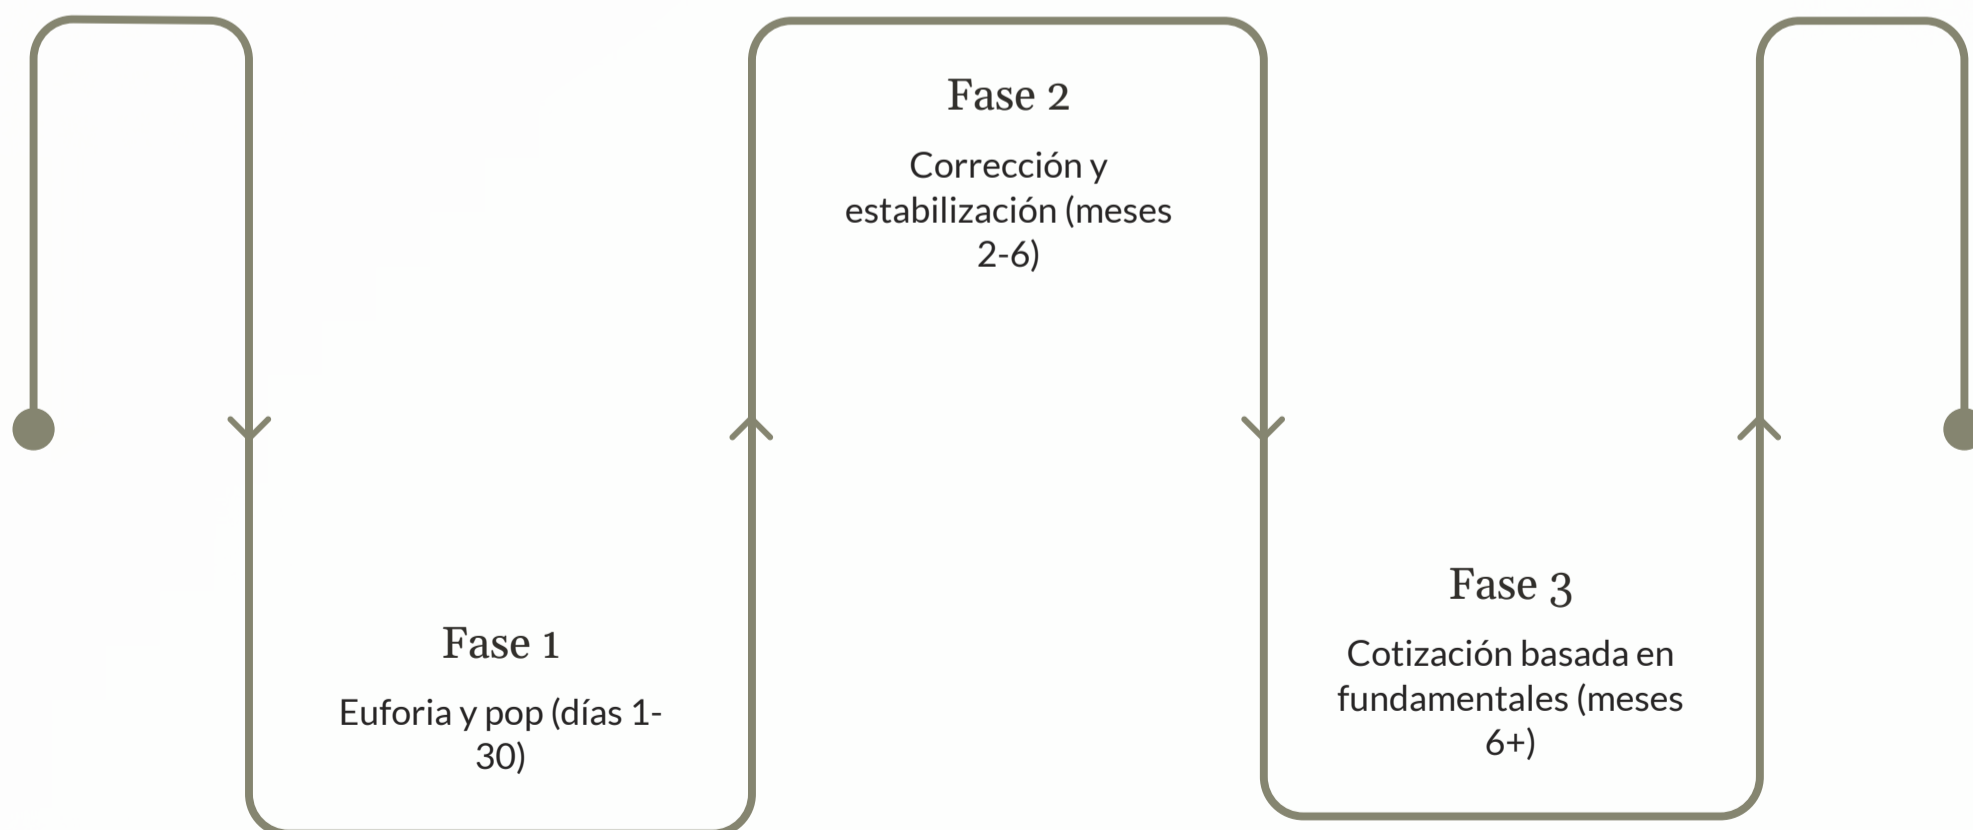 Fase 1
Euforia y pop (días 1-
30)
Fase 2
Corrección y
estabilización (meses
2-6)
Fase 3
Cotización basada en
fundamentales (meses
6+)